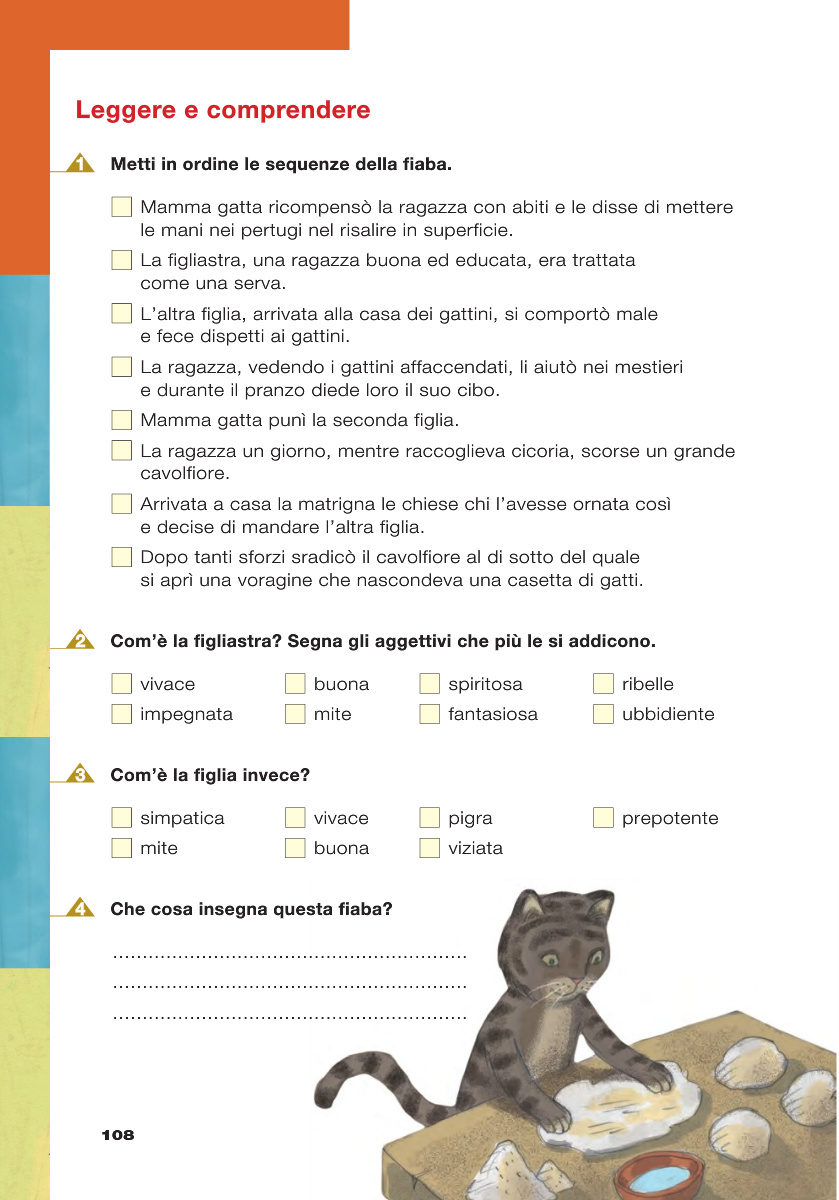 Leggere e comprendere
1 Metti in ordine le sequenze della fiaba.
Mamma gatta ricompensò la ragazza con abiti e le disse di mettere
le mani nei pertugi nel risalire in superficie.
La figliastra, una ragazza buona ed educata, era trattata
come una serva.
L’altra figlia, arrivata alla casa dei gattini, si comportò male
e fece dispetti ai gattini.
La ragazza, vedendo i gattini affaccendati, li aiutò nei mestieri
e durante il pranzo diede loro il suo cibo.
Mamma gatta punì la seconda figlia.
La ragazza un giorno, mentre raccoglieva cicoria, scorse un grande
cavolfiore.
Arrivata a casa la matrigna le chiese chi l’avesse ornata così
e decise di mandare l’altra figlia.
Dopo tanti sforzi sradicò il cavolfiore al di sotto del quale
si aprì una voragine che nascondeva una casetta di gatti.
2 Com’è la figliastra? Segna gli aggettivi che più le si addicono.
vivace buona spiritosa ribelle
impegnata mite fantasiosa ubbidiente
3 Com’è la figlia invece?
simpatica vivace pigra prepotente
mite buona viziata
4 Che cosa insegna questa fiaba?
108